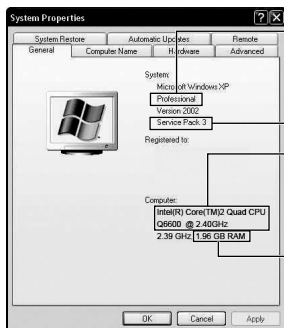 System Properties
System Restore
Automatic Updates
Remote
General
Computer Name
Hardware
Advanced
System:
Microsoft Windows XP
Professional
Version 2002
Service Pack 3
Registered to:
Computer:
Intel(R) Core(TM)2 Quad CPU
Q6600 @ 2.40GHz
2.39 GHz, 1.96 GB RAM
OK
Cancel
Apply